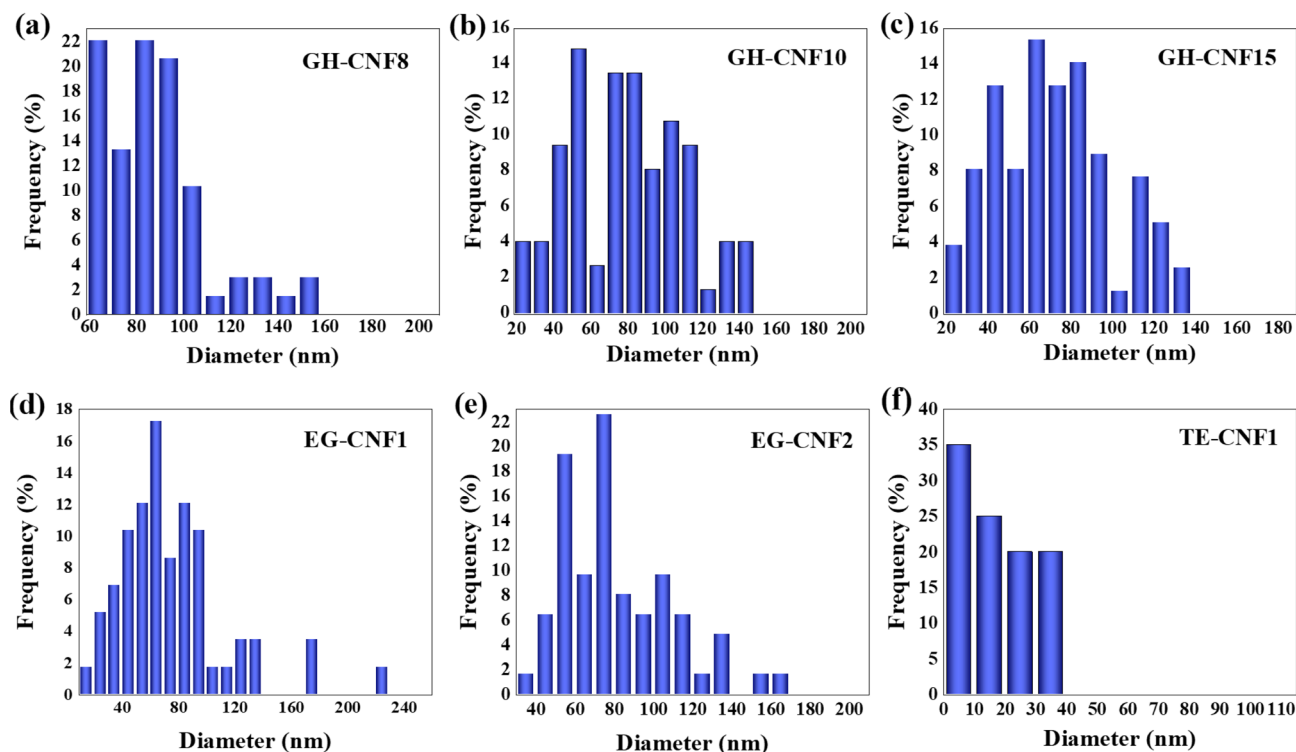 (a)
GH-CNF8
Frequency (%)
22
20
18
16
14
12
10
8
6
4
2
0
60 80 100 120 140 160 180 200
Diameter (nm)
(b)
GH-CNF10
Frequency (%)
16
14
12
10
8
6
4
2
0
20 40 60 80 100 120 140 160 180 200
Diameter (nm)
(c)
GH-CNF15
Frequency (%)
16
14
12
10
8
6
4
2
0
20 40 60 80 100 120 140 160 180
Diameter (nm)
(d)
EG-CNF1
Frequency (%)
18
16
14
12
10
8
6
4
2
0
40 80 120 160 200 240
Diameter (nm)
(e)
EG-CNF2
Frequency (%)
22
20
18
16
14
12
10
8
6
4
2
0
40 60 80 100 120 140 160 180 200
Diameter (nm)
(f)
TE-CNF1
Frequency (%)
40
35
30
25
20
15
10
5
0
0 10 20 30 40 50 60 70 80 90 100 110
Diameter (nm)